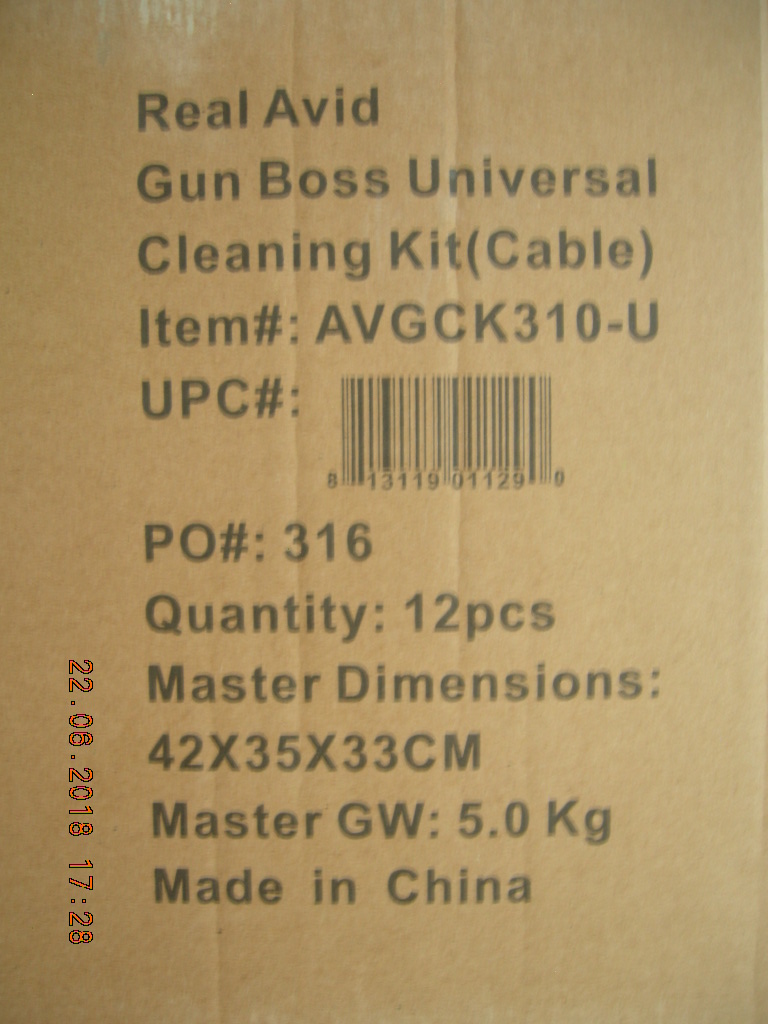 Real Avid
Gun Boss Universal
Cleaning Kit(Cable)
Item#: AVGCK310-U
UPC#:
8 13119 01129 0
PO#: 316
Quantity: 12pcs
Master Dimensions:
42X35X33CM
Master GW: 5.0 Kg
Made in China
22.06.2018 17:28